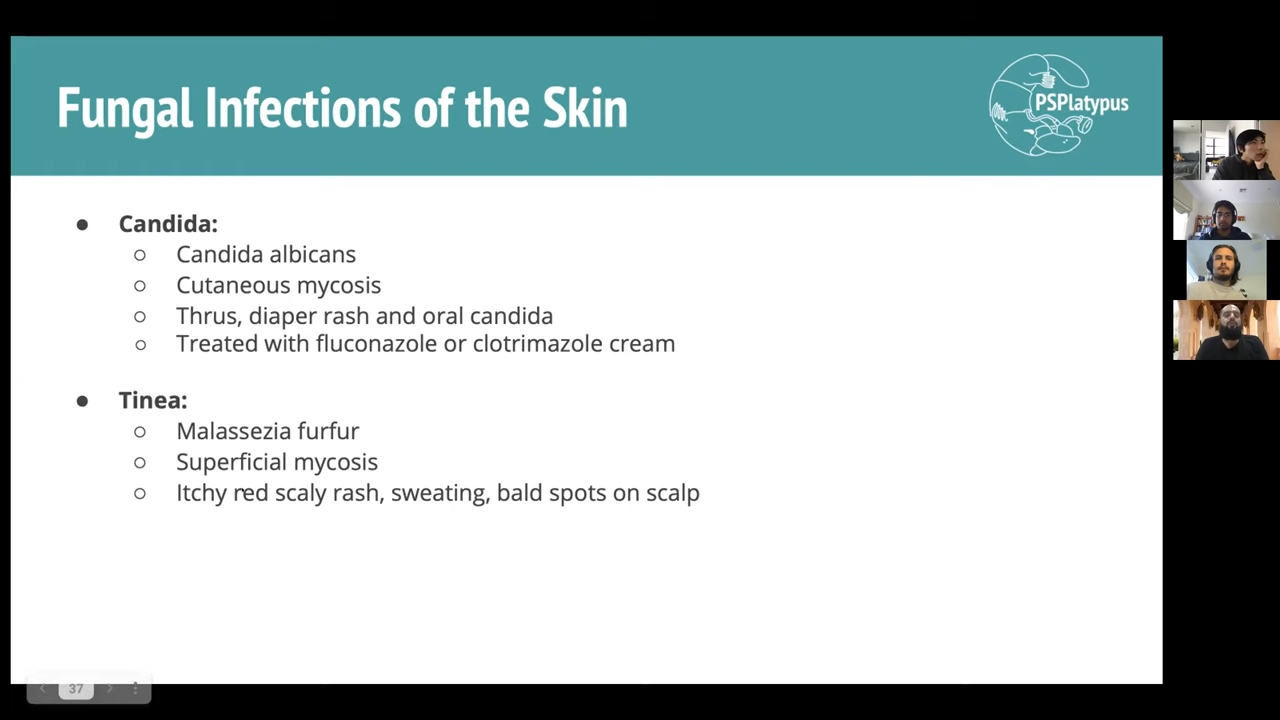 Fungal Infections of the Skin
PSPlatypus
● Candida:
○ Candida albicans
○ Cutaneous mycosis
○ Thrus, diaper rash and oral candida
○ Treated with fluconazole or clotrimazole cream
● Tinea:
○ Malassezia furfur
○ Superficial mycosis
○ Itchy red scaly rash, sweating, bald spots on scalp
37